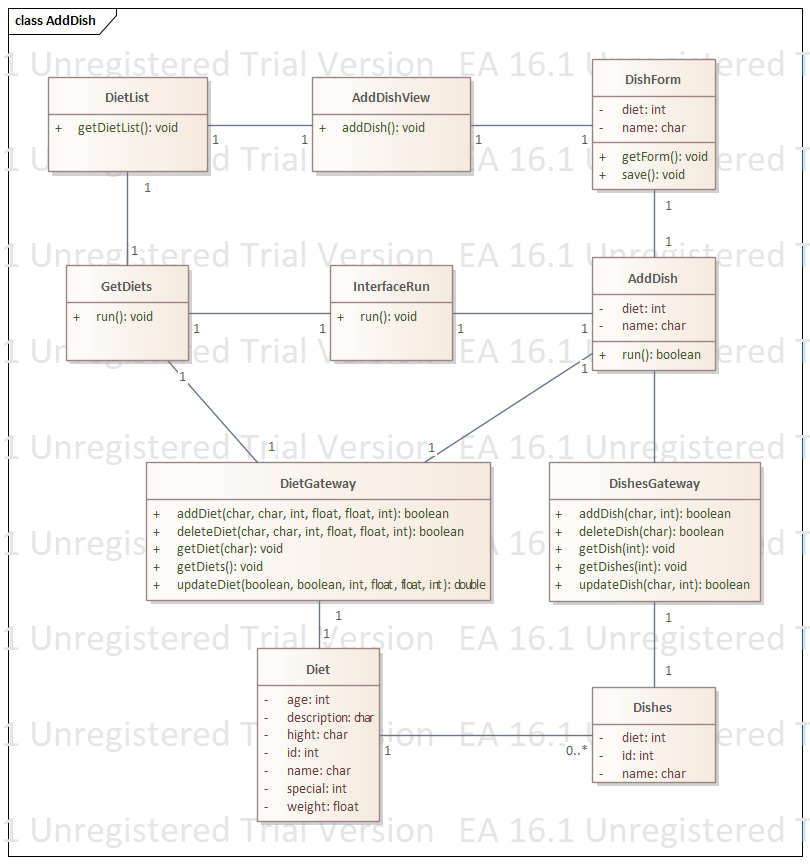 class AddDish
1 Unregistered Trial Version EA 16.1 Unregistered T
DietList
+ getDietList(): void
AddDishView
+ addDish(): void
DishForm
- diet: int
- name: char
+ getForm(): void
+ save(): void
1
1
1
1
1
1
1
1
GetDiets
+ run(): void
InterfaceRun
+ run(): void
AddDish
- diet: int
- name: char
+ run(): boolean
1
1
1
1
1
1
1
1
DietGateway
+ addDiet(char, char, int, float, float, int): boolean
+ deleteDiet(char, char, int, float, float, int): boolean
+ getDiet(char): void
+ getDiets(): void
+ updateDiet(boolean, boolean, int, float, float, int): double
DishesGateway
+ addDish(char, int): boolean
+ deleteDish(char): boolean
+ getDish(int): void
+ getDishes(int): void
+ updateDish(char, int): boolean
1
1
1
1
Diet
- age: int
- description: char
- hight: char
- id: int
- name: char
- special: int
- weight: float
1
0..*
Dishes
- diet: int
- id: int
- name: char